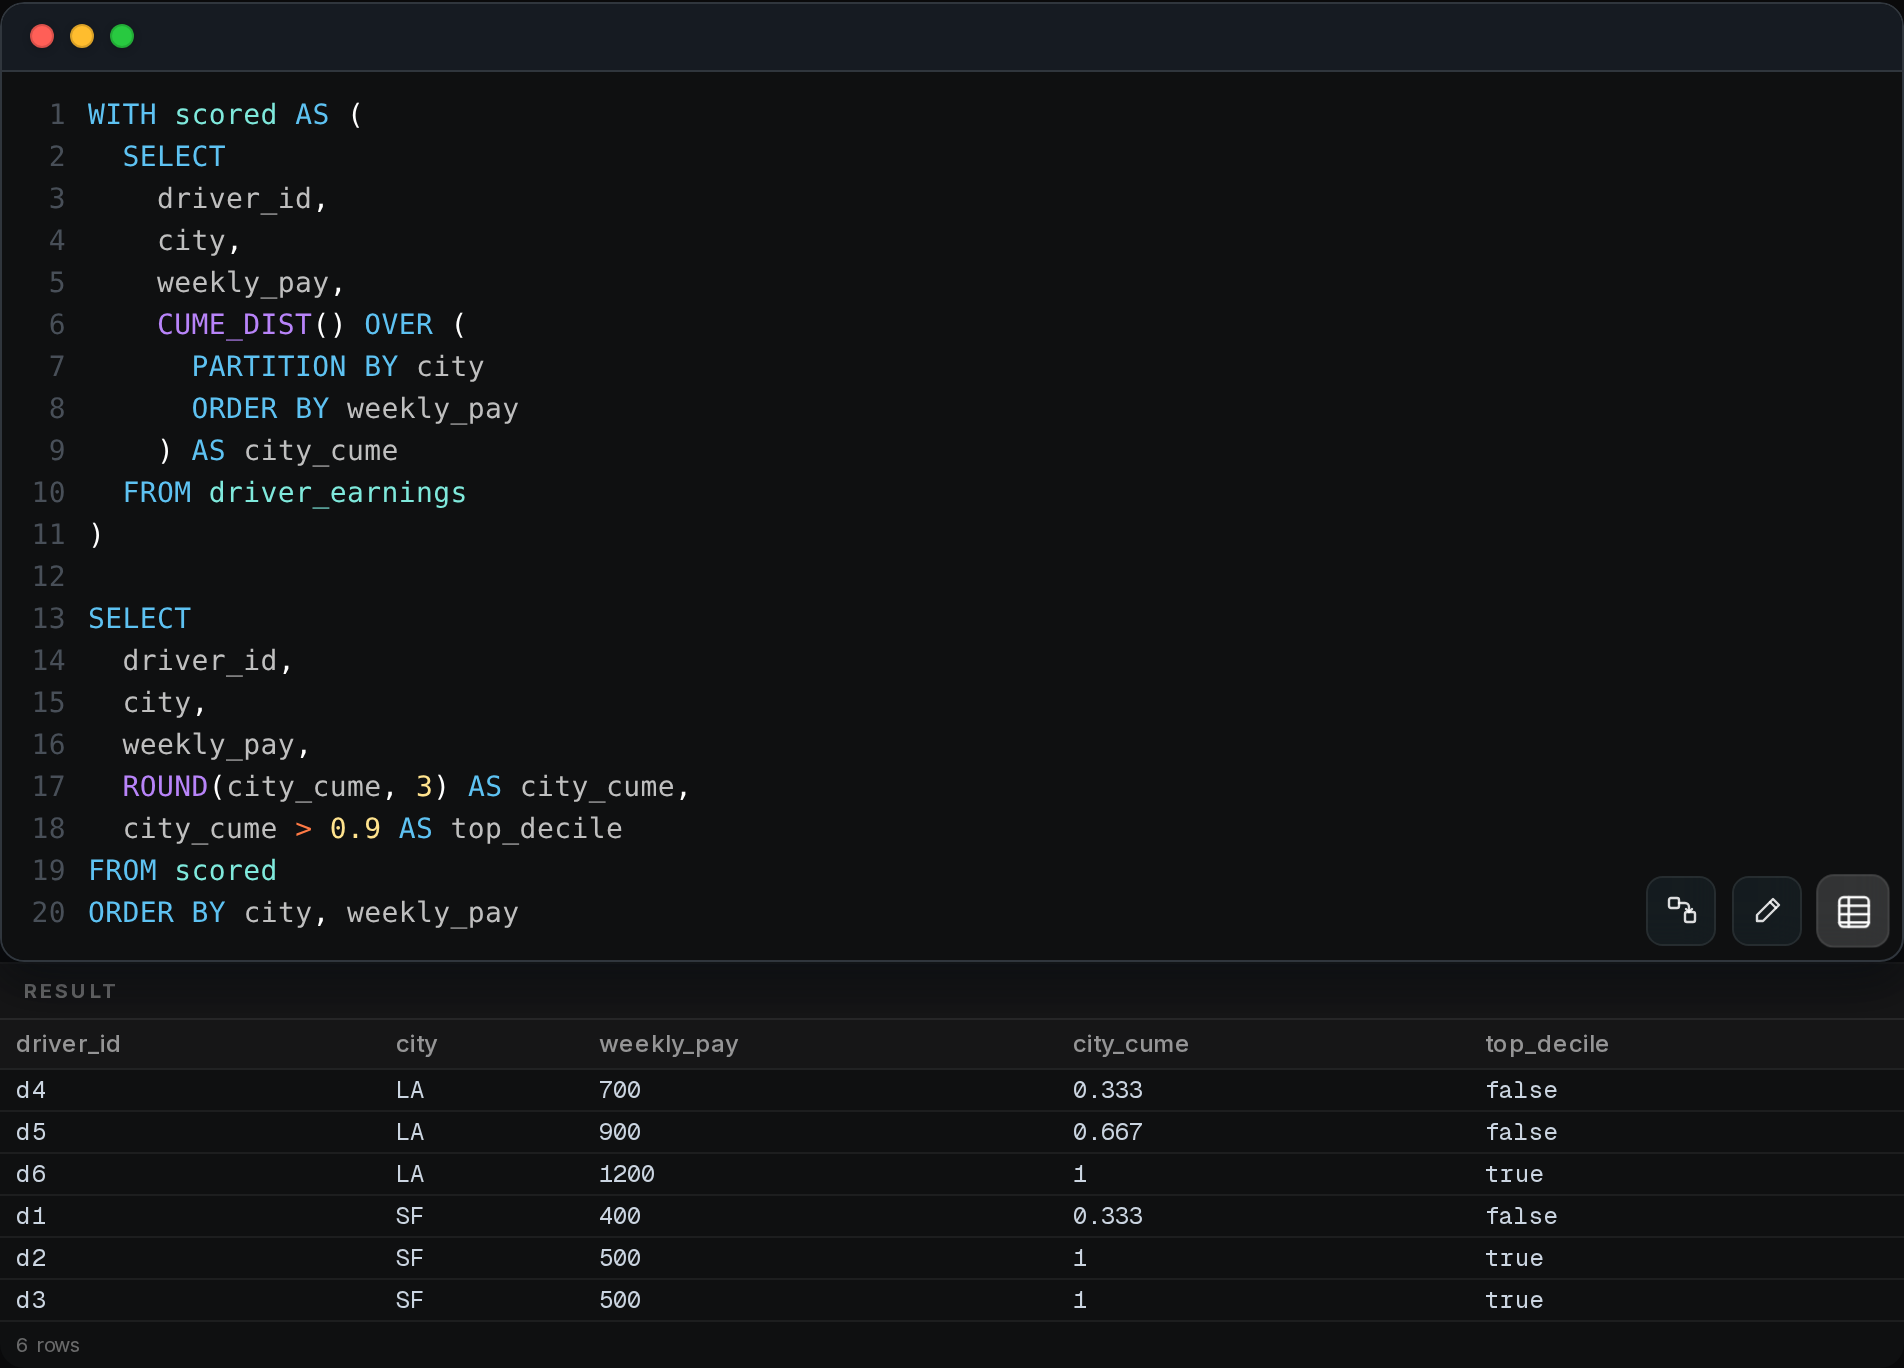 1 WITH scored AS (
2   SELECT
3     driver_id,
4     city,
5     weekly_pay,
6     CUME_DIST() OVER (
7       PARTITION BY city
8       ORDER BY weekly_pay
9     ) AS city_cume
10   FROM driver_earnings
11 )
12
13 SELECT
14   driver_id,
15   city,
16   weekly_pay,
17   ROUND(city_cume, 3) AS city_cume,
18   city_cume > 0.9 AS top_decile
19 FROM scored
20 ORDER BY city, weekly_pay
RESULT
driver_id city weekly_pay city_cume top_decile
d4 LA 700 0.333 false
d5 LA 900 0.667 false
d6 LA 1200 1 true
d1 SF 400 0.333 false
d2 SF 500 1 true
d3 SF 500 1 true
6 rows